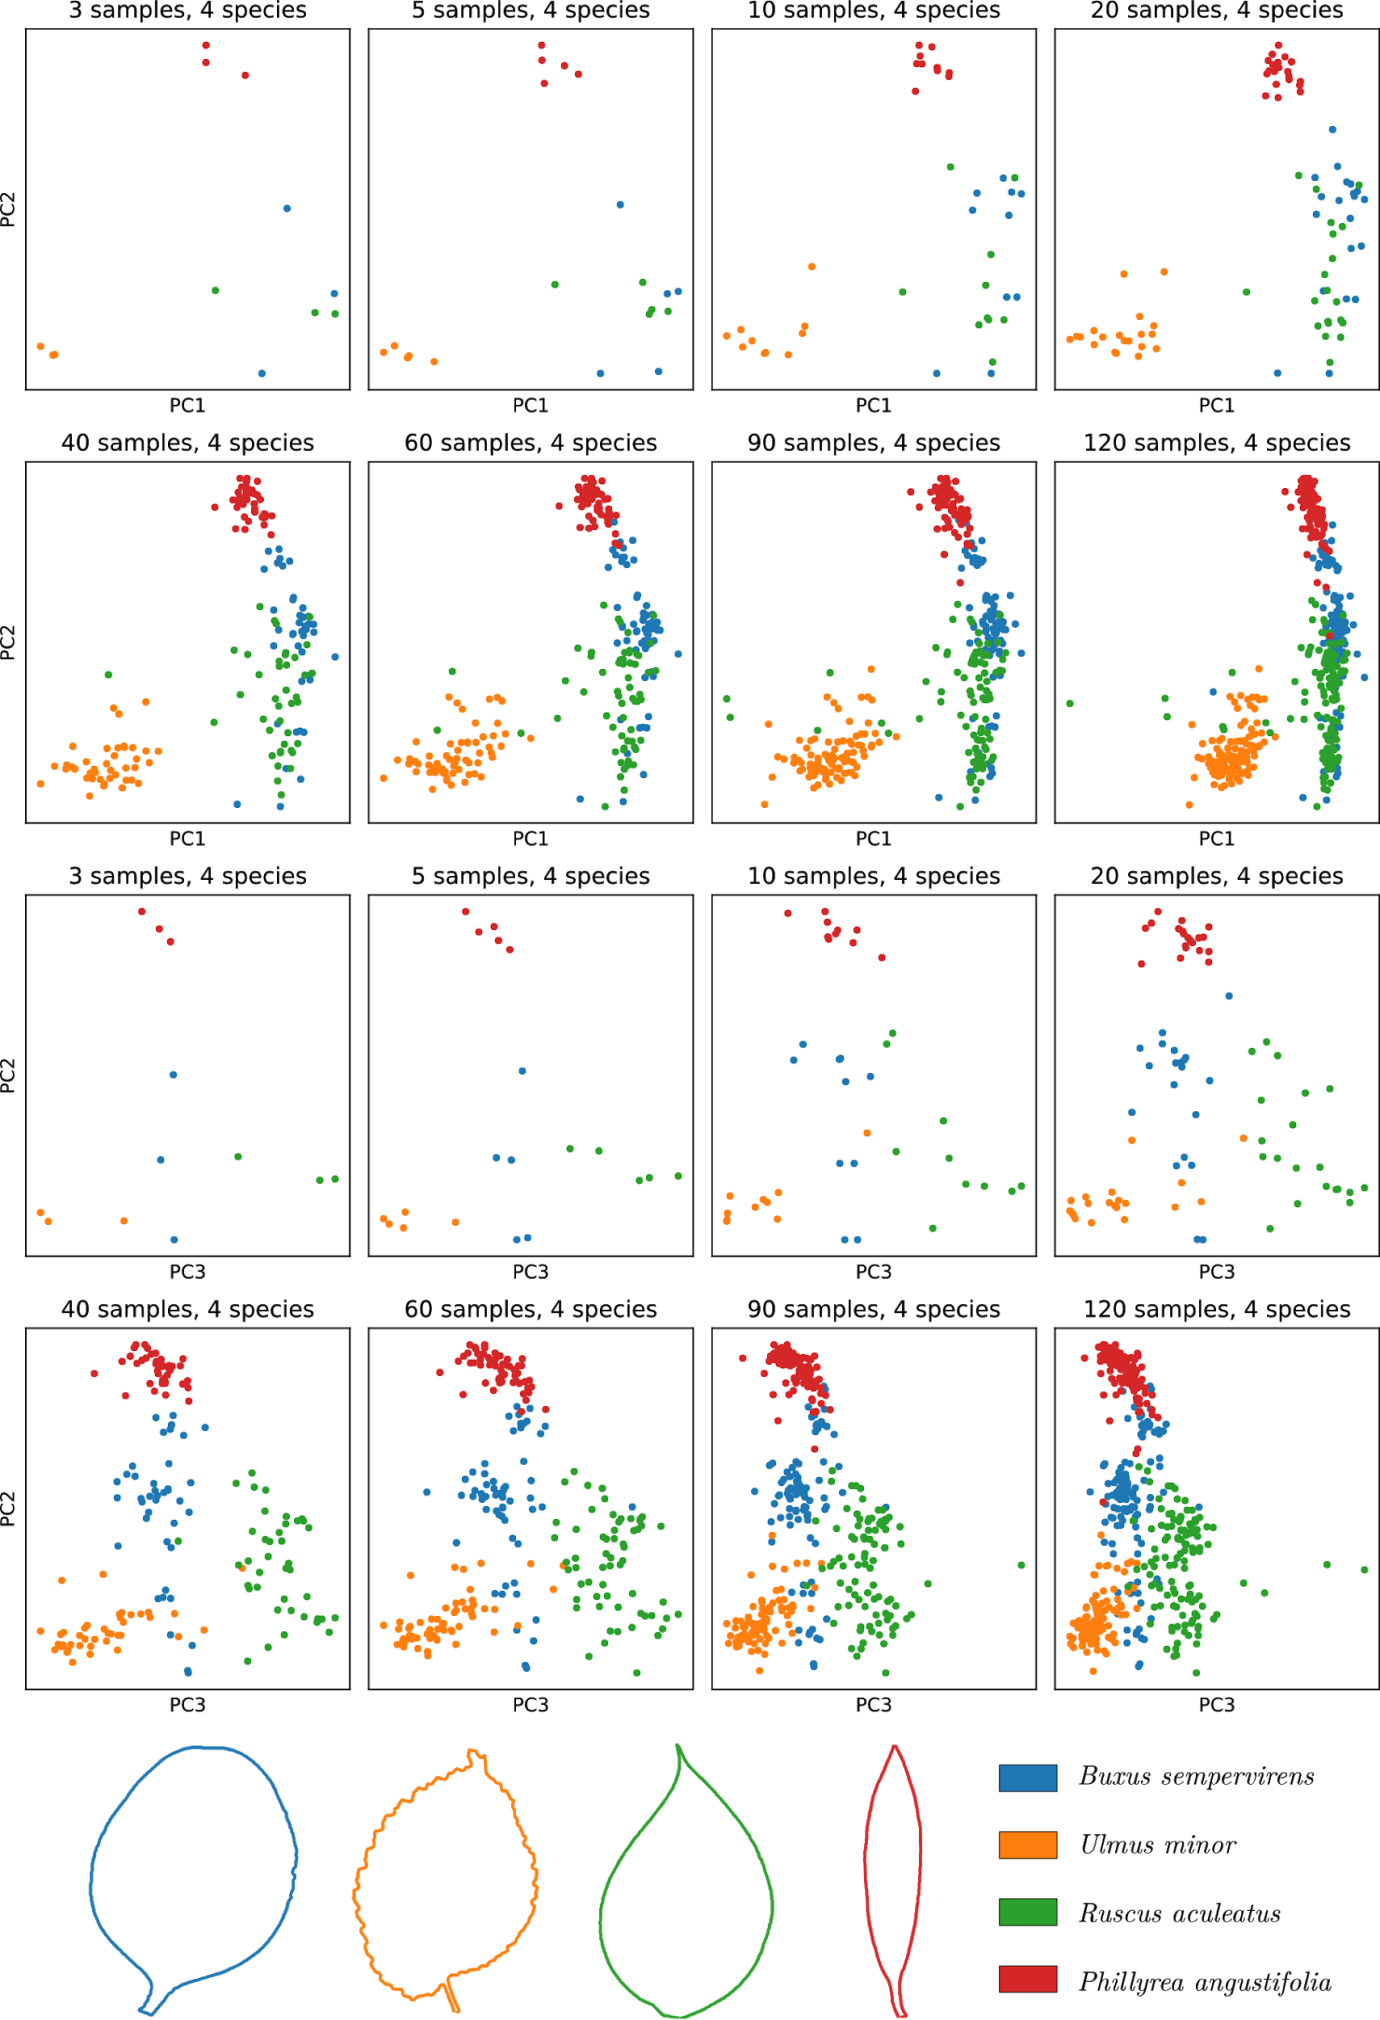 3 samples, 4 species
5 samples, 4 species
10 samples, 4 species
20 samples, 4 species
PC2
PC1
PC1
PC1
PC1
40 samples, 4 species
60 samples, 4 species
90 samples, 4 species
120 samples, 4 species
PC2
PC1
PC1
PC1
PC1
3 samples, 4 species
5 samples, 4 species
10 samples, 4 species
20 samples, 4 species
PC2
PC3
PC3
PC3
PC3
40 samples, 4 species
60 samples, 4 species
90 samples, 4 species
120 samples, 4 species
PC2
PC3
PC3
PC3
PC3
Buxus sempervirens
Ulmus minor
Ruscus aculeatus
Phillyrea angustifolia